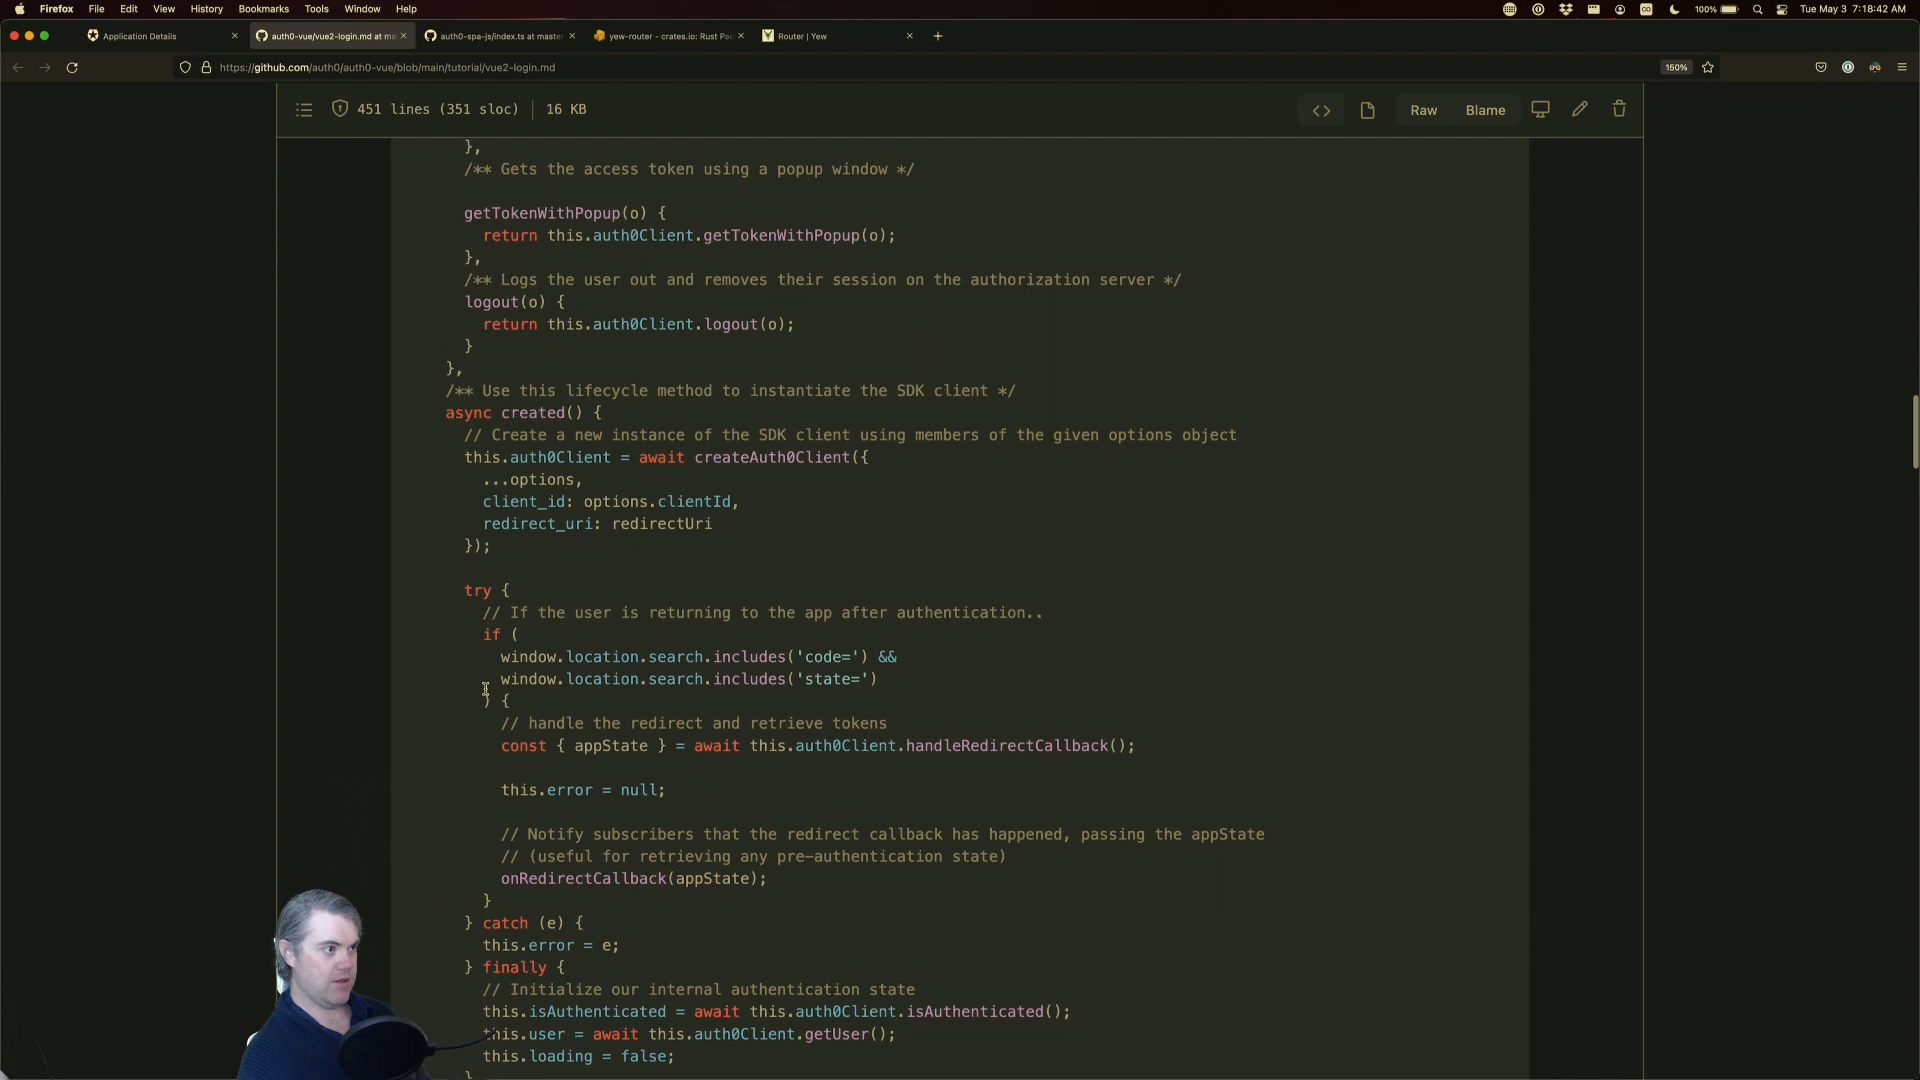 Firefox File Edit View History Bookmarks Tools Window Help 100% Tue May 3 7:18:42 AM
Application Details auth0-vue/vue2-login.md at ma auth0-spa-js/index.ts at master yew-router - crates.io: Rust Pac Router | Yew
https://github.com/auth0/auth0-vue/blob/main/tutorial/vue2-login.md 150%
451 lines (351 sloc) 16 KB Raw Blame
},
/** Gets the access token using a popup window */
getTokenWithPopup(o) {
return this.auth0Client.getTokenWithPopup(o);
},
/** Logs the user out and removes their session on the authorization server */
logout(o) {
return this.auth0Client.logout(o);
}
},
/** Use this lifecycle method to instantiate the SDK client */
async created() {
// Create a new instance of the SDK client using members of the given options object
this.auth0Client = await createAuth0Client({
...options,
client_id: options.clientId,
redirect_uri: redirectUri
});
try {
// If the user is returning to the app after authentication..
if (
window.location.search.includes('code=') &&
window.location.search.includes('state=')
) {
// handle the redirect and retrieve tokens
const { appState } = await this.auth0Client.handleRedirectCallback();
this.error = null;
// Notify subscribers that the redirect callback has happened, passing the appState
// (useful for retrieving any pre-authentication state)
onRedirectCallback(appState);
}
} catch (e) {
this.error = e;
} finally {
// Initialize our internal authentication state
this.isAuthenticated = await this.auth0Client.isAuthenticated();
this.user = await this.auth0Client.getUser();
this.loading = false;
}